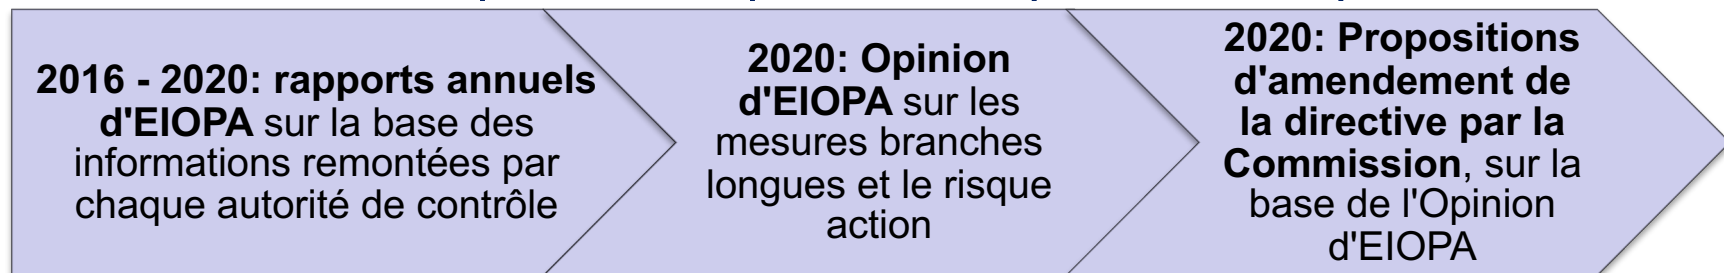 2016 - 2020: rapports annuels
d'EIOPA sur la base des
informations remontées par
chaque autorité de contrôle
2020: Opinion
d'EIOPA sur les
mesures branches
longues et le risque
action
2020: Propositions
d'amendement de
la directive par la
Commission, sur la
base de l'Opinion
d'EIOPA